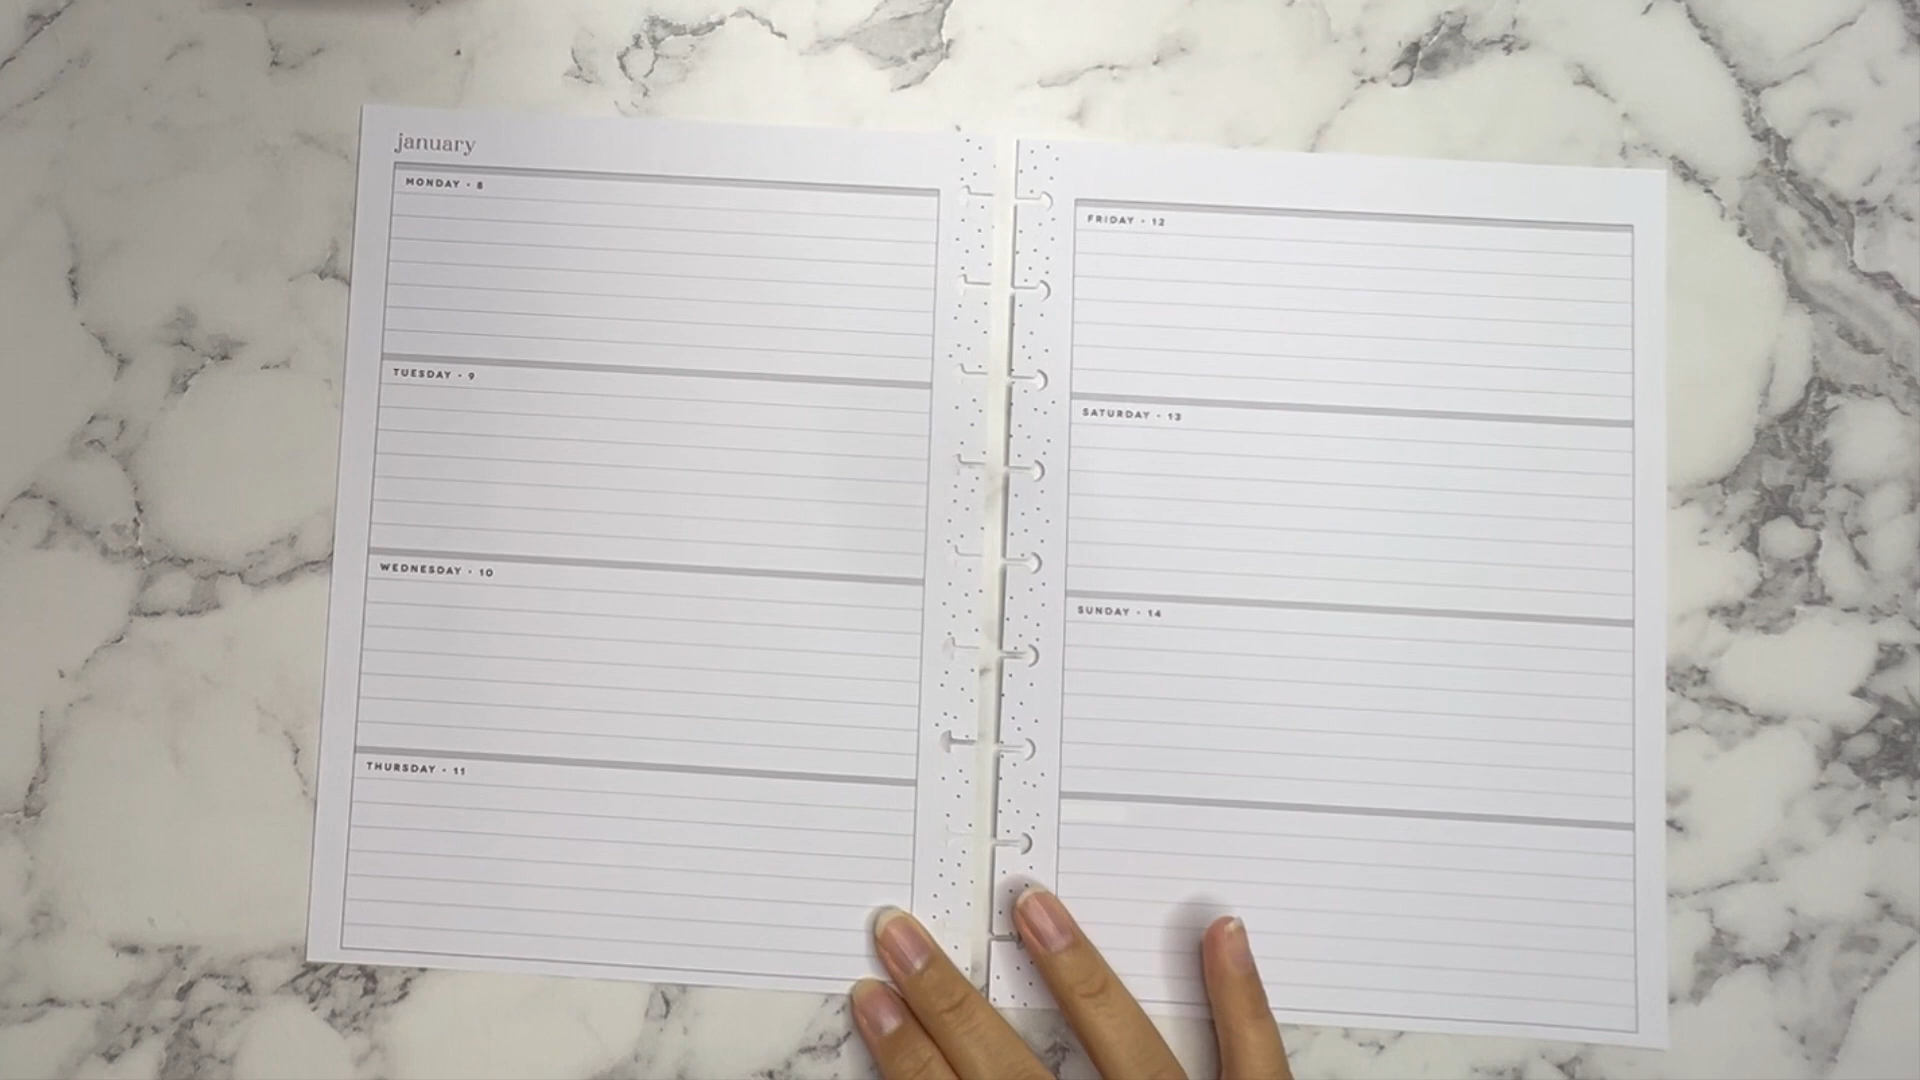 january
MONDAY · 8
TUESDAY · 9
WEDNESDAY · 10
THURSDAY · 11
FRIDAY · 12
SATURDAY · 13
SUNDAY · 14